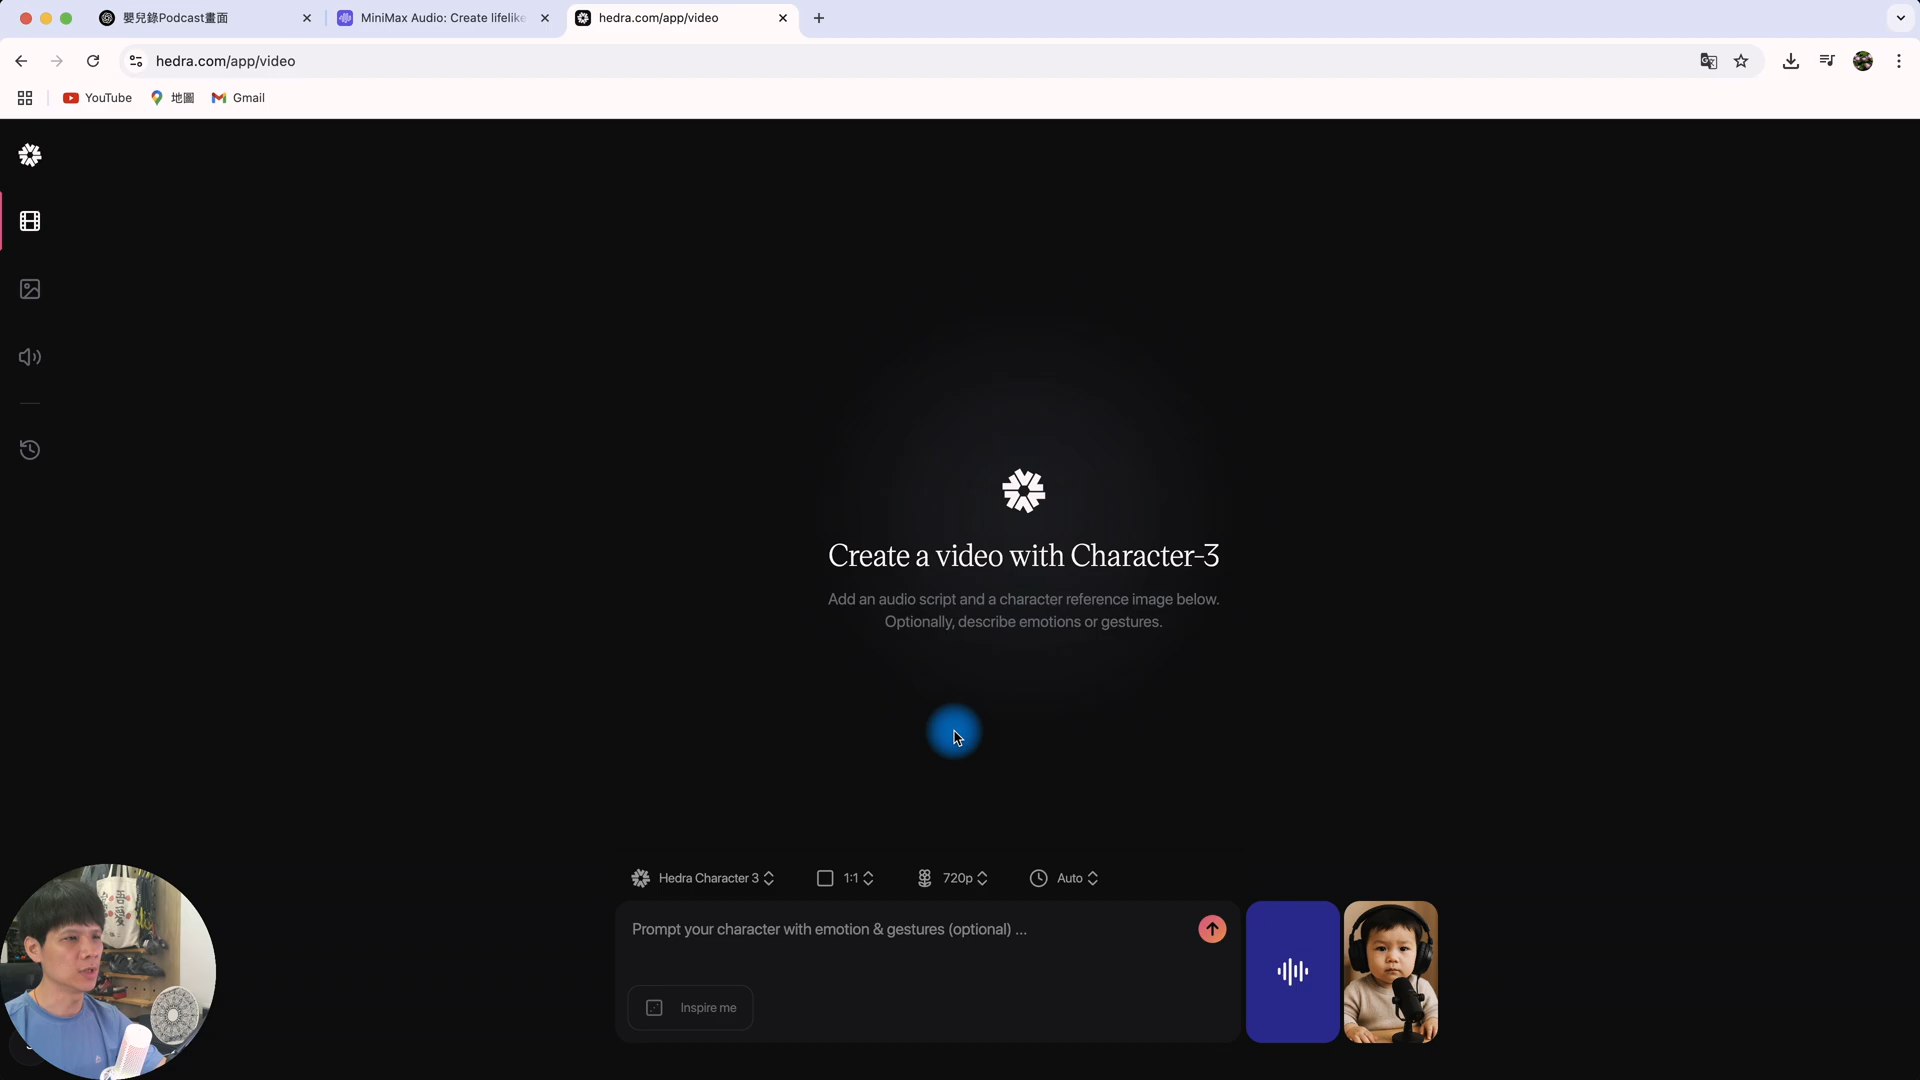 嬰兒錄Podcast畫面
MiniMax Audio: Create lifelike
hedra.com/app/video
hedra.com/app/video
YouTube
地圖
Gmail
Create a video with Character-3
Add an audio script and a character reference image below.
Optionally, describe emotions or gestures.
Hedra Character 3
1:1
720p
Auto
Prompt your character with emotion & gestures (optional) ...
Inspire me